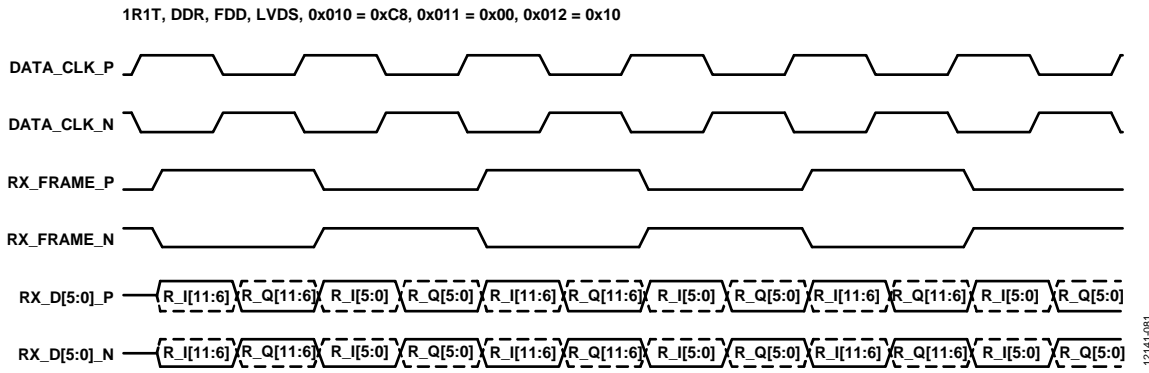 1R1T, DDR, FDD, LVDS, 0x010 = 0xC8, 0x011 = 0x00, 0x012 = 0x10
DATA_CLK_P
DATA_CLK_N
RX_FRAME_P
RX_FRAME_N
RX_D[5:0]_P R_I[11:6] R_Q[11:6] R_I[5:0] R_Q[5:0] R_I[11:6] R_Q[11:6] R_I[5:0] R_Q[5:0] R_I[11:6] R_Q[11:6] R_I[5:0] R_Q[5:0]
RX_D[5:0]_N R_I[11:6] R_Q[11:6] R_I[5:0] R_Q[5:0] R_I[11:6] R_Q[11:6] R_I[5:0] R_Q[5:0] R_I[11:6] R_Q[11:6] R_I[5:0] R_Q[5:0]
12141-081